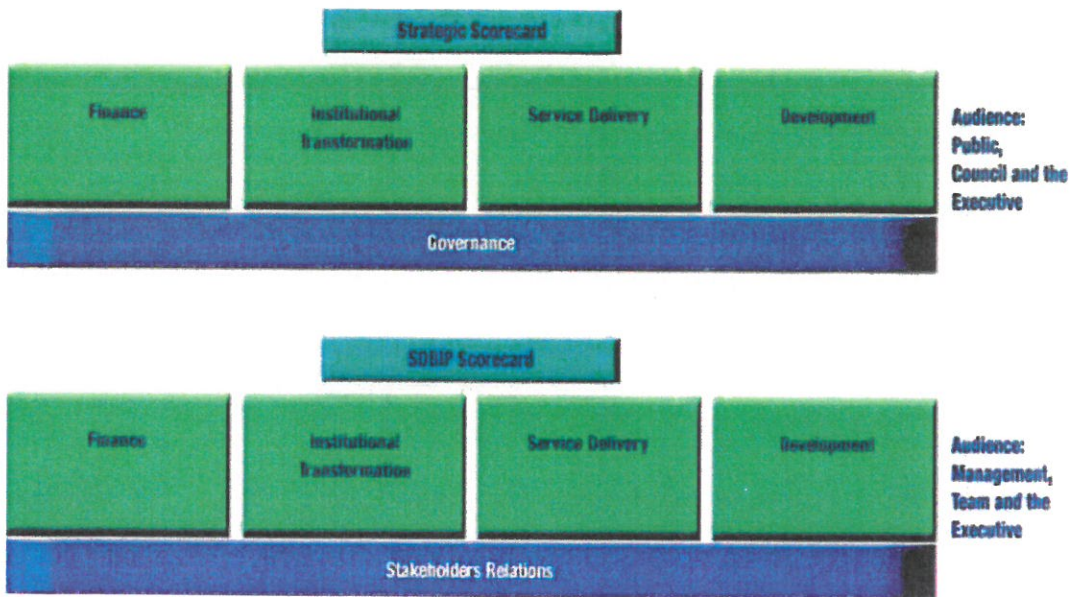 Strategic Scorecard
Finance
Institutional
Transformation
Service Delivery
Development
Audience:
Public,
Council and the
Executive
Governance
SDBIP Scorecard
Finance
Institutional
Transformation
Service Delivery
Development
Audience:
Management,
Team and the
Executive
Stakeholders Relations